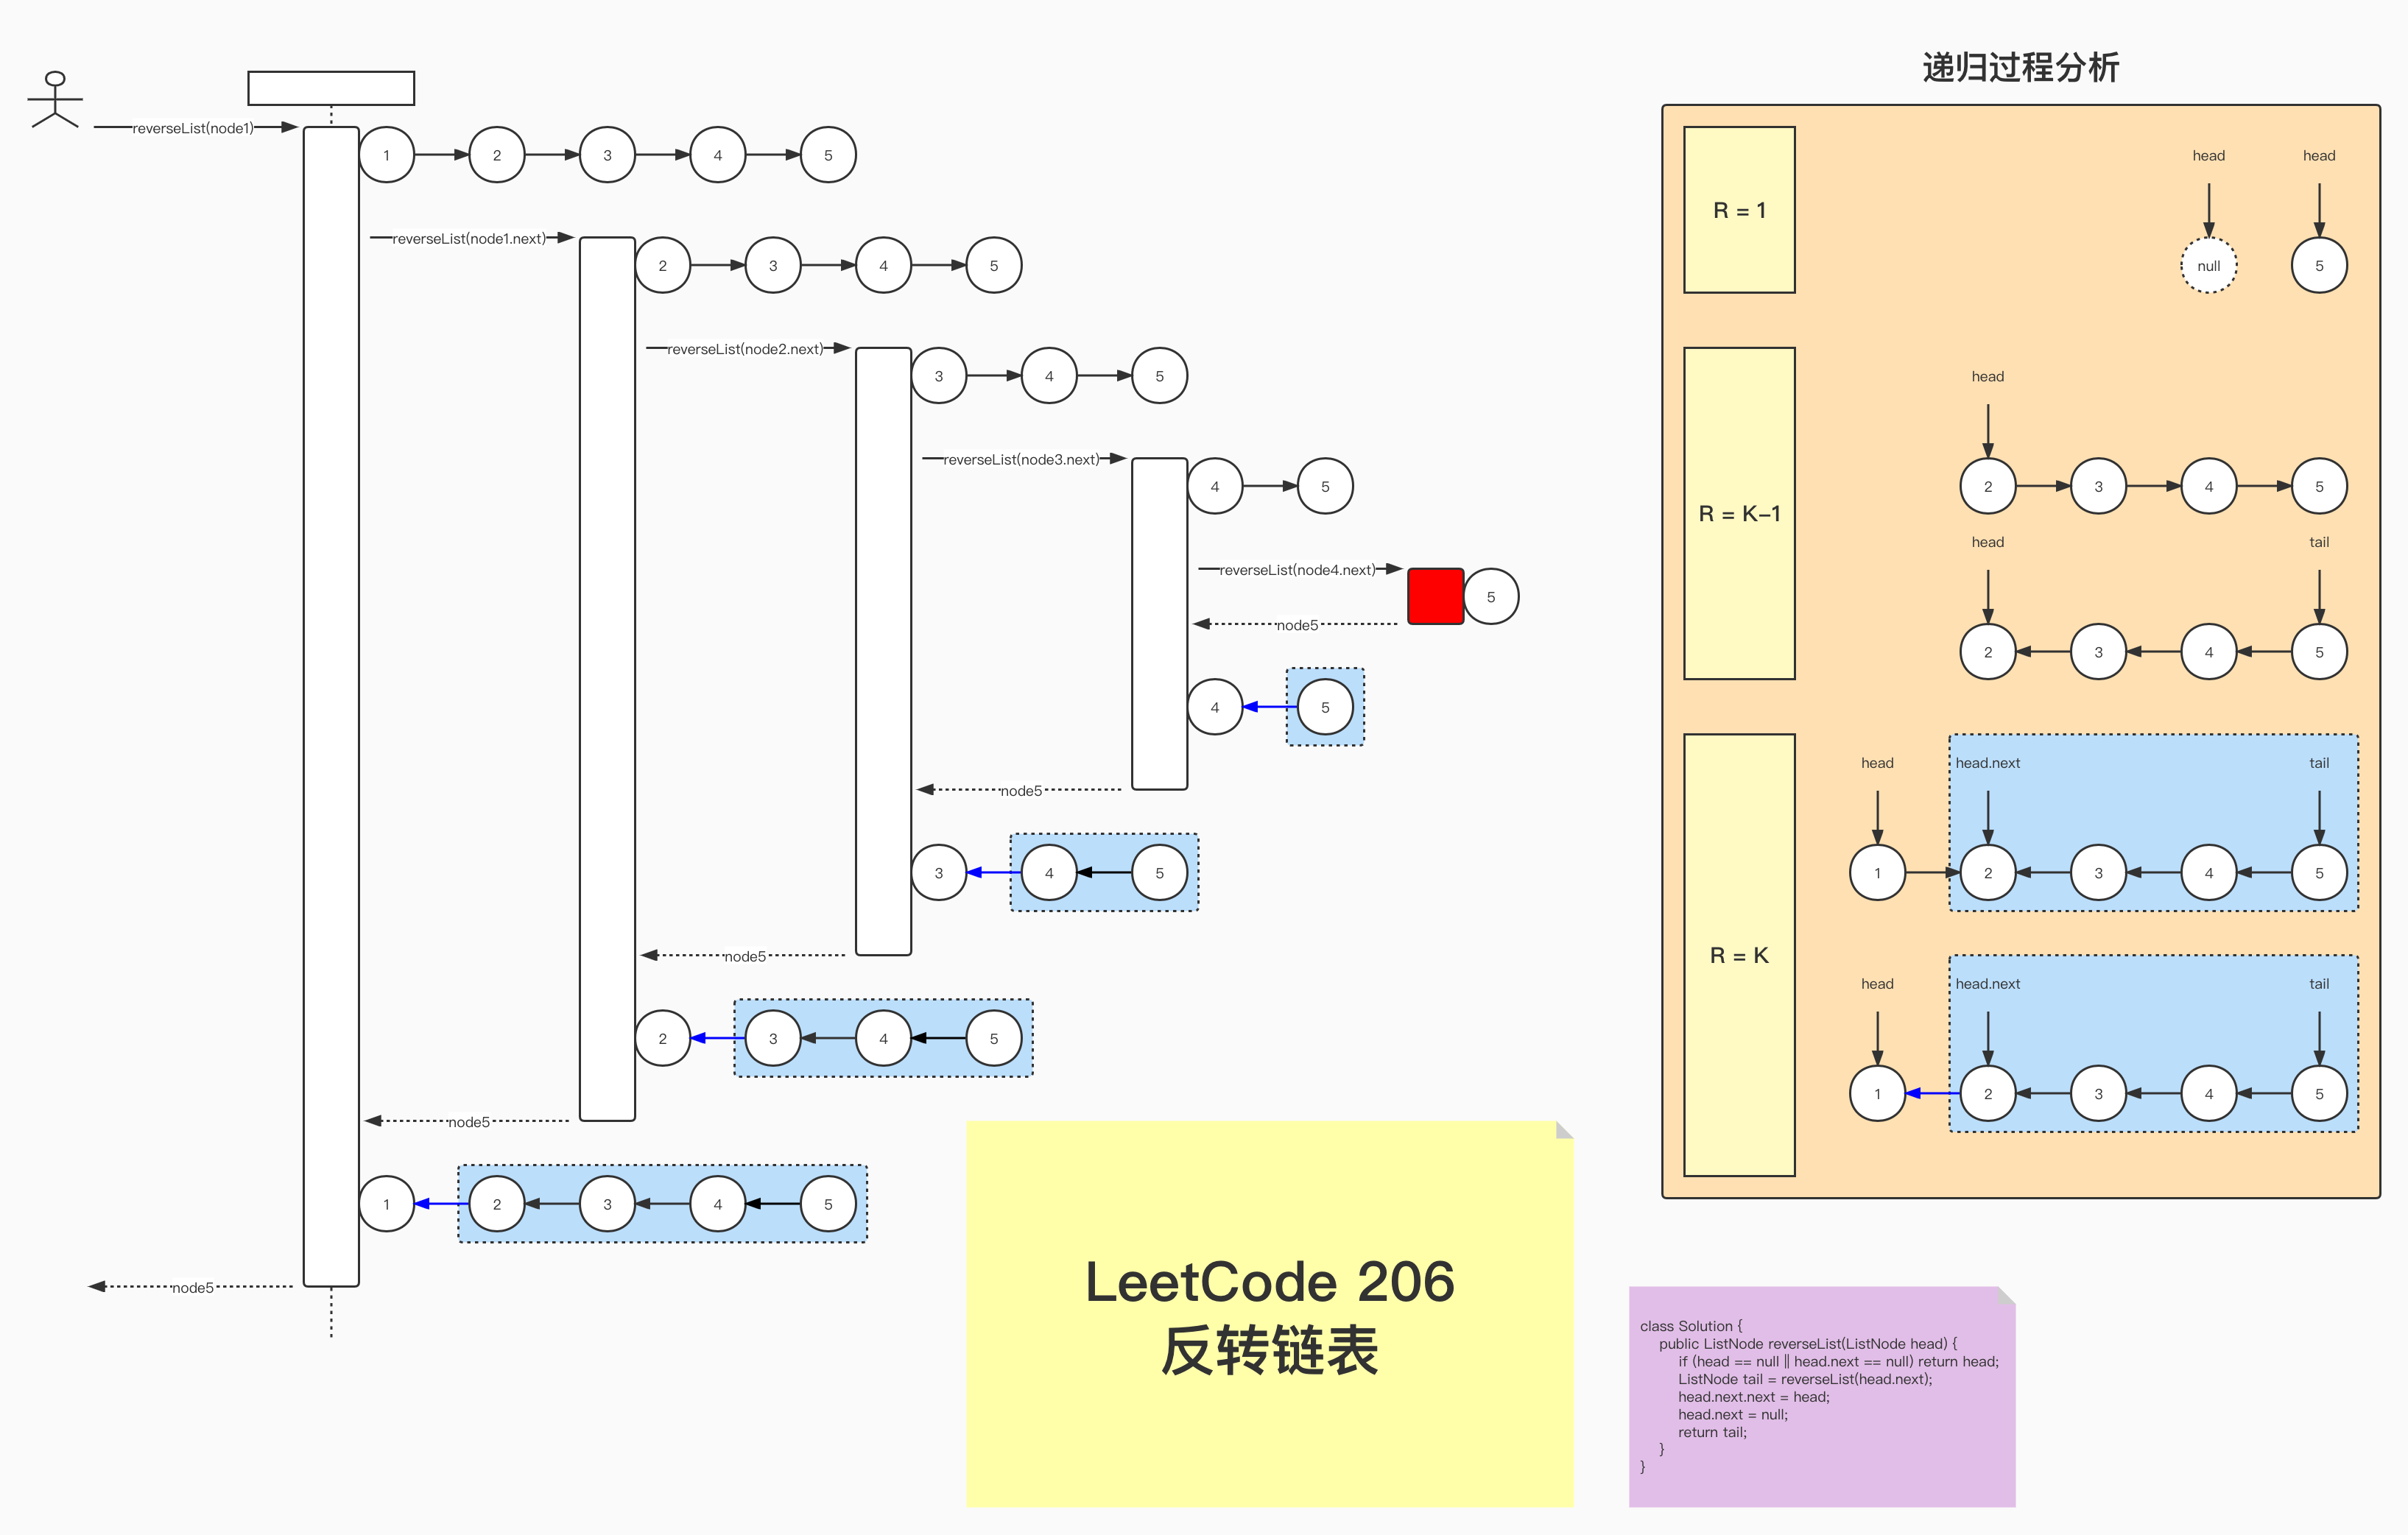 reverseList(node1)
1 2 3 4 5
reverseList(node1.next)
2 3 4 5
reverseList(node2.next)
3 4 5
reverseList(node3.next)
4 5
reverseList(node4.next)
5
node5
4 5
node5
3 4 5
node5
2 3 4 5
node5
1 2 3 4 5
node5
LeetCode 206
反转链表
递归过程分析
R = 1
head head
null 5
R = K-1
head
2 3 4 5
head tail
2 3 4 5
R = K
head head.next tail
1 2 3 4 5
head head.next tail
1 2 3 4 5
class Solution {
public ListNode reverseList(ListNode head) {
if (head == null || head.next == null) return head;
ListNode tail = reverseList(head.next);
head.next.next = head;
head.next = null;
return tail;
}
}